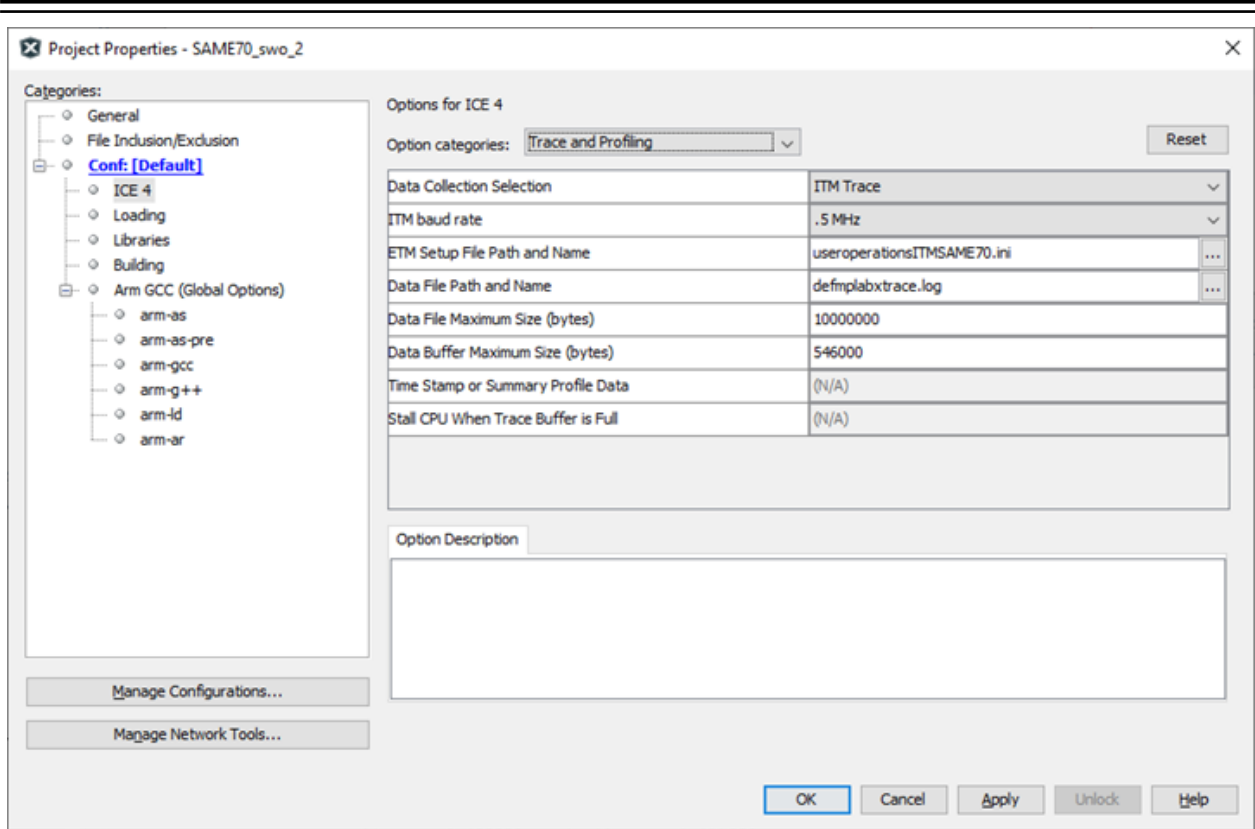 Project Properties - SAME70_swo_2
Categories:
General
File Inclusion/Exclusion
Conf: [Default]
ICE 4
Loading
Libraries
Building
Arm GCC (Global Options)
arm-as
arm-as-pre
arm-gcc
arm-g++
arm-ld
arm-ar
Manage Configurations...
Manage Network Tools...
Options for ICE 4
Option categories: Trace and Profiling
Reset
Data Collection Selection ITM Trace
ITM baud rate .5 MHz
ETM Setup File Path and Name useroperationsITMSAME70.ini ...
Data File Path and Name defmplabxtrace.log ...
Data File Maximum Size (bytes) 10000000
Data Buffer Maximum Size (bytes) 546000
Time Stamp or Summary Profile Data (N/A)
Stall CPU When Trace Buffer is Full (N/A)
Option Description
OK Cancel Apply Unlock Help